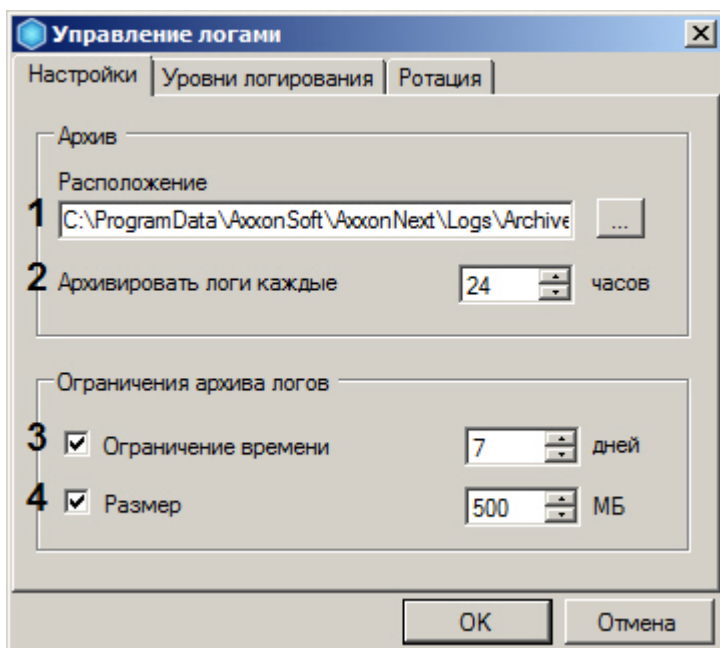 Управление логами
Настройки Уровни логирования Ротация
Архив
Расположение
1 C:\ProgramData\AxxonSoft\AxxonNext\Logs\Archive ...
2 Архивировать логи каждые 24 часов
Ограничения архива логов
3 Ограничение времени 7 дней
4 Размер 500 МБ
OK Отмена